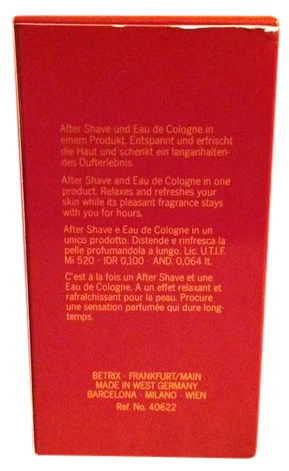 After Shave und Eau de Cologne in
einem Produkt. Entspannt und erfrischt
die Haut und schenkt ein langanhalten-
des Dufterlebnis.
After Shave and Eau de Cologne in one
product. Relaxes and refreshes your
skin while its pleasant fragrance stays
with you for hours.
After Shave e Eau de Cologne in un
unico prodotto. Distende e rinfresca la
pelle profumandola a lungo. Lic. U.T.I.F.
Mi 520 · IDR 0,100 · AND. 0,064 lt.
C'est à la fois un After Shave et une
Eau de Cologne. A un effet relaxant et
rafraîchissant pour la peau. Procure
une sensation parfumée qui dure long-
temps.
BETRIX · FRANKFURT/MAIN
MADE IN WEST GERMANY
BARCELONA · MILANO · WIEN
Ref. No. 40622